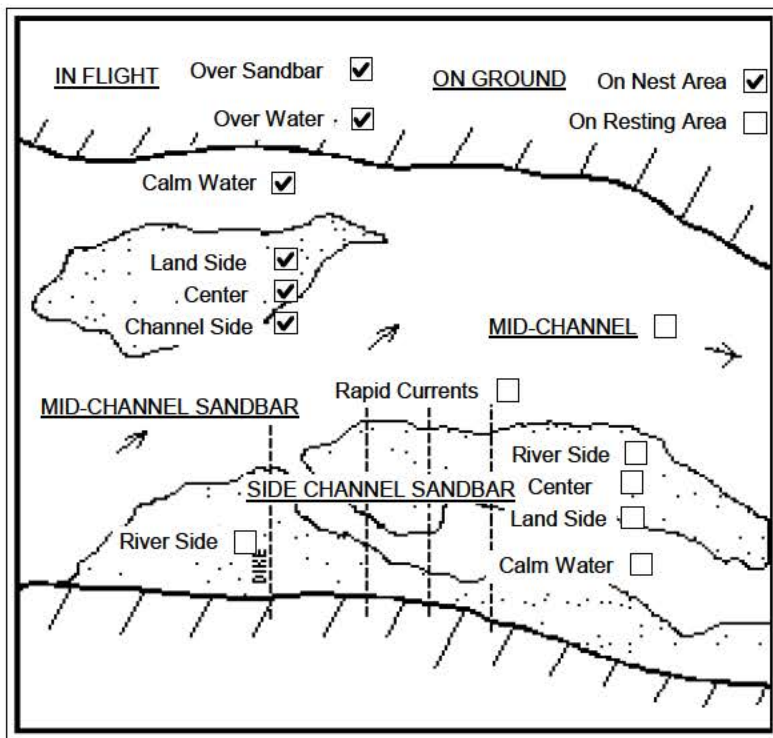 IN FLIGHT Over Sandbar ON GROUND On Nest Area
Over Water On Resting Area
Calm Water
Land Side
Center
Channel Side
MID-CHANNEL
Rapid Currents
MID-CHANNEL SANDBAR
River Side
SIDE CHANNEL SANDBAR Center
Land Side
River Side
DIKE
Calm Water